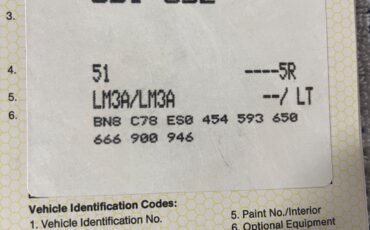 3.
4. 51 ----5R
5. LM3A/LM3A --/ LT
6. BN8 C78 ES0 454 593 650
666 900 946
Vehicle Identification Codes:
1. Vehicle Identification No.
5. Paint No./Interior
6. Optional Equipment